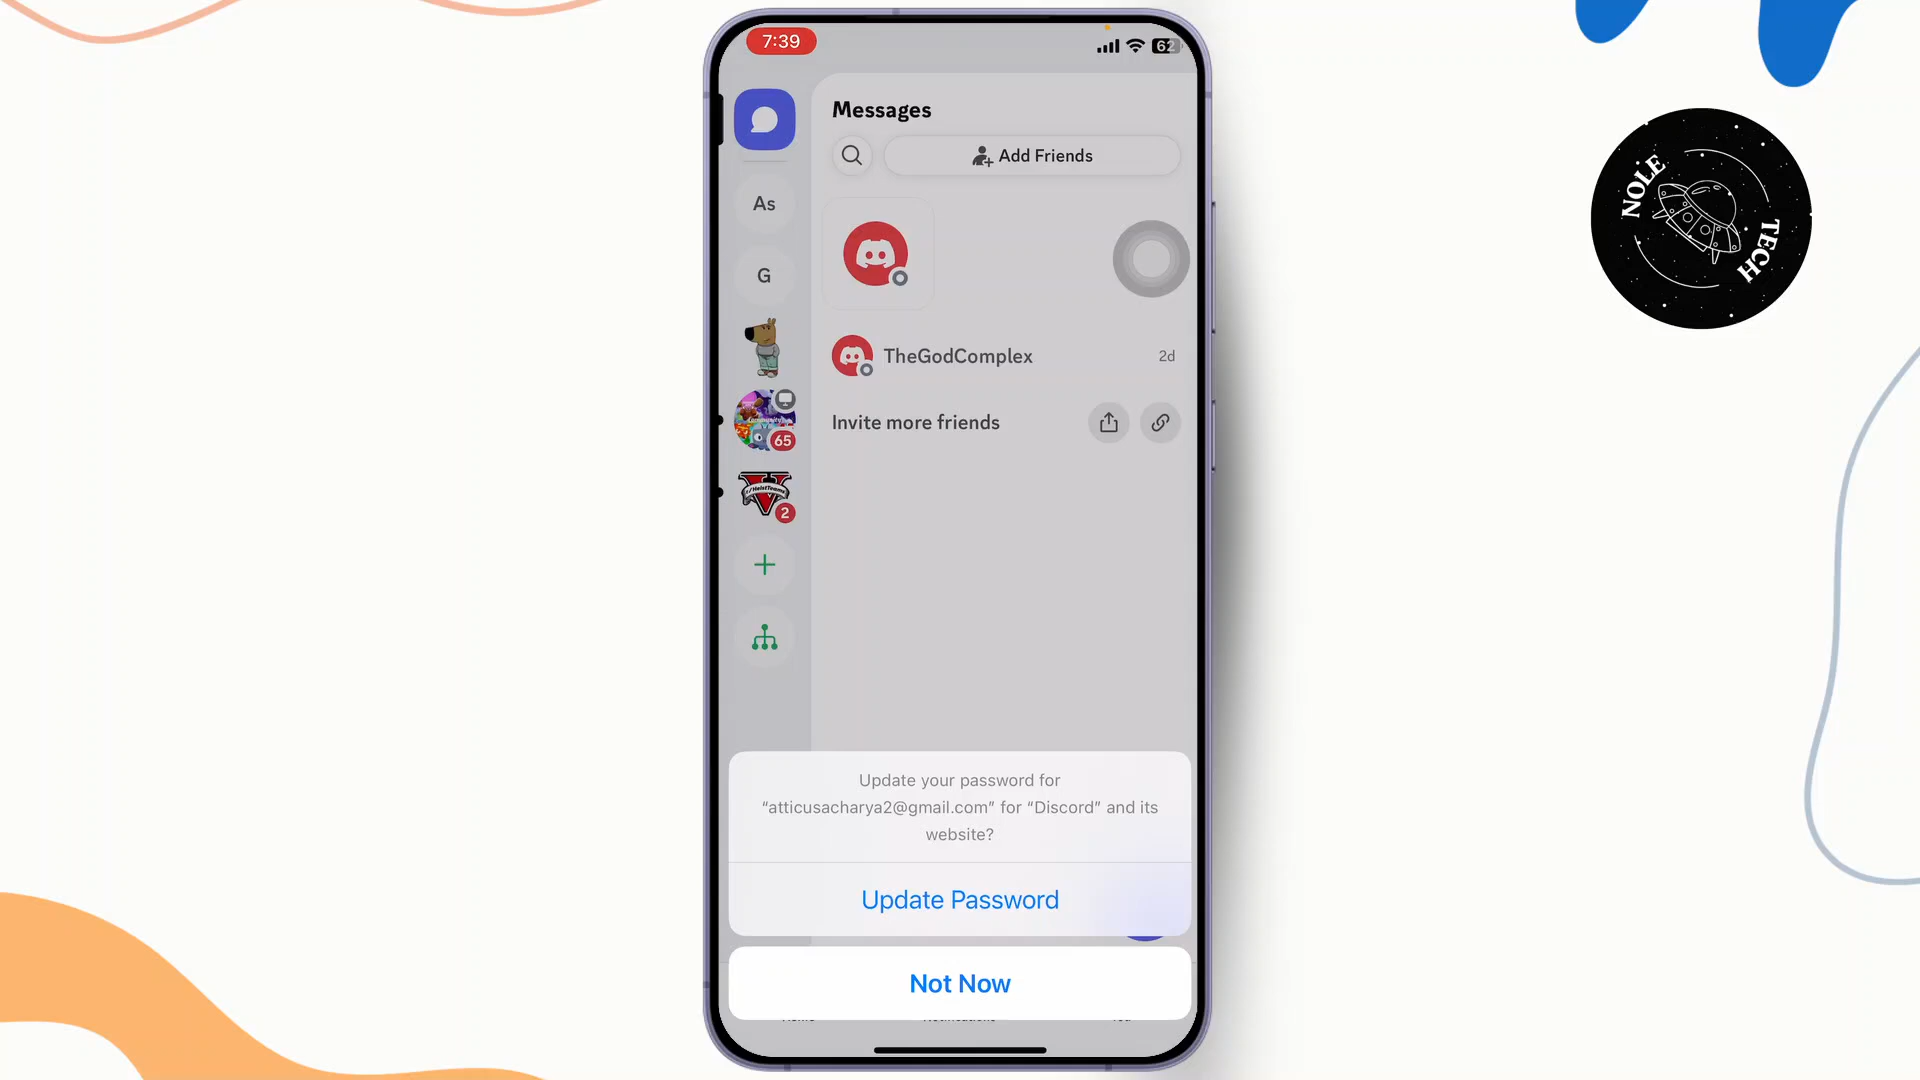 7:39
62
Messages
Add Friends
As
G
TheGodComplex
2d
Invite more friends
65
2
Update your password for
“atticusacharya2@gmail.com” for “Discord” and its
website?
Update Password
Not Now
NOLE
TECH